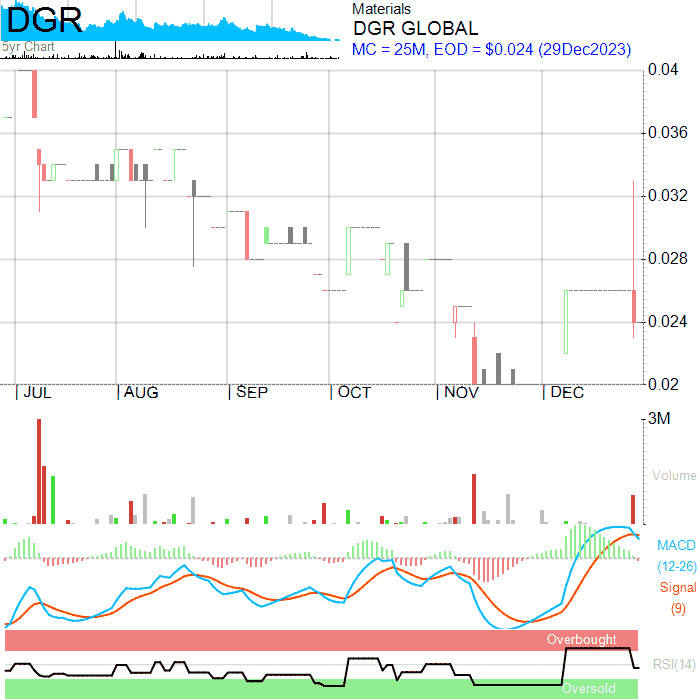 DGR
5yr Chart
Materials
DGR GLOBAL
MC = 25M, EOD = $0.024 (29Dec2023)
0.04
0.036
0.032
0.028
0.024
0.02
JUL AUG SEP OCT NOV DEC
3M
Volume
MACD
(12-26)
Signal
(9)
Overbought
RSI(14)
Oversold